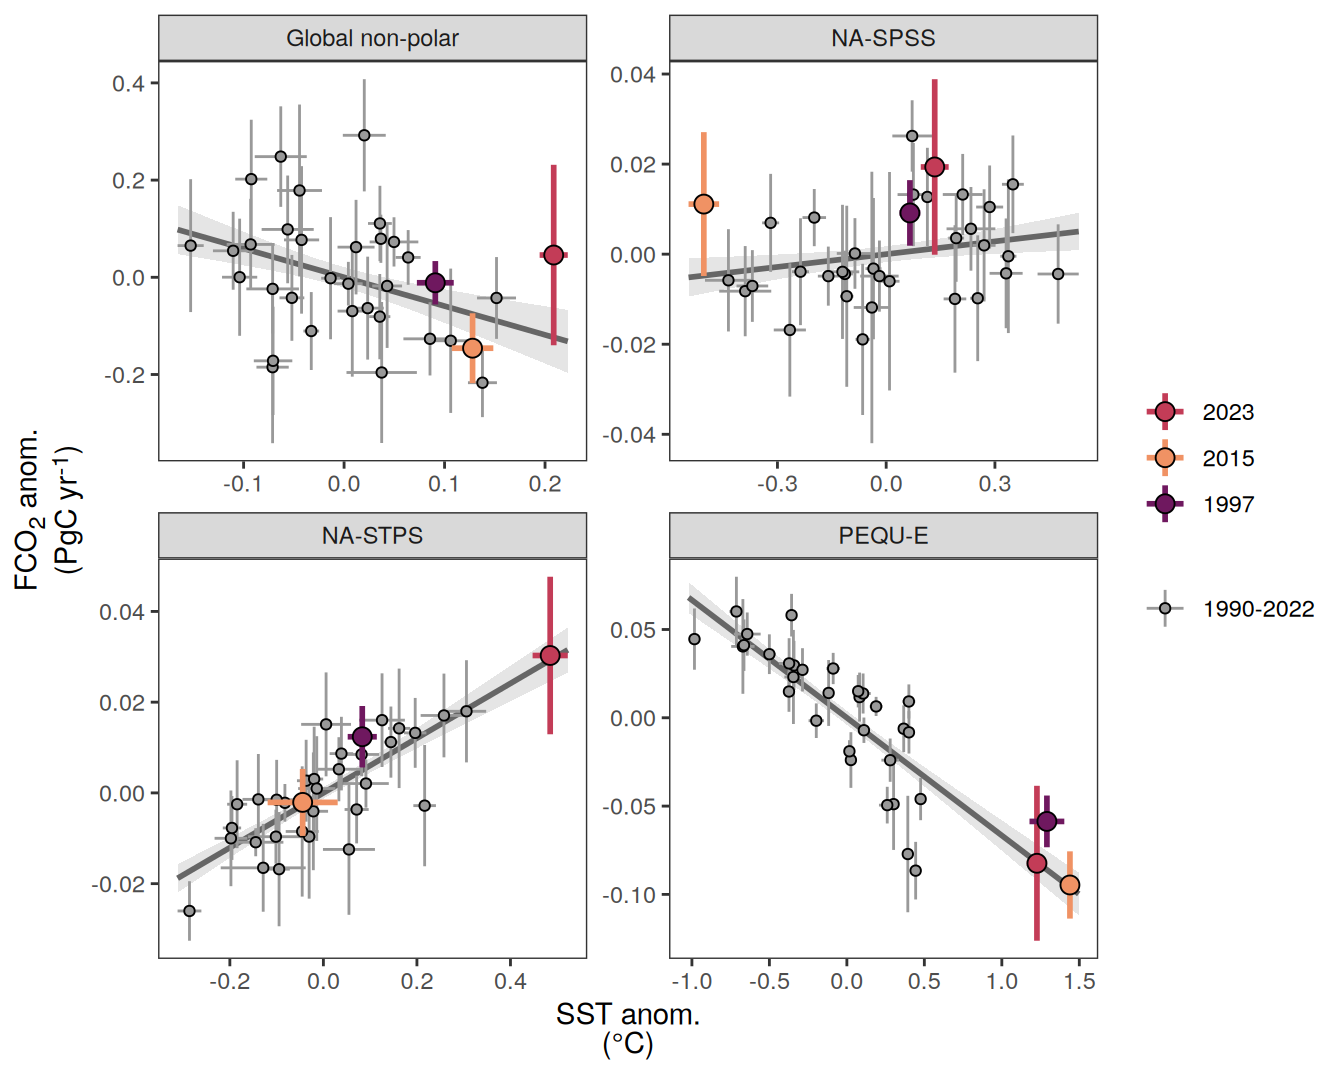 Global non-polar
NA-SPSS
0.4
0.2
0.0
-0.2
-0.1 0.0 0.1 0.2
0.04
0.02
0.00
-0.02
-0.04
-0.3 0.0 0.3
NA-STPS
PEQU-E
0.04
0.02
0.00
-0.02
-0.2 0.0 0.2 0.4
0.05
0.00
-0.05
-0.10
-1.0 -0.5 0.0 0.5 1.0 1.5
FCO₂ anom.
(PgC yr⁻¹)
SST anom.
(°C)
2023
2015
1997
1990-2022